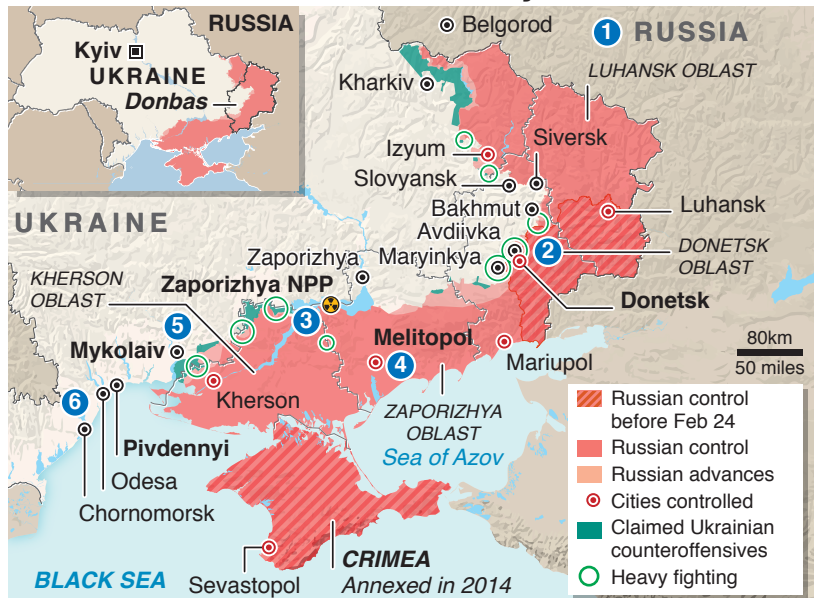 RUSSIA
Kyiv
UKRAINE
Donbas
Belgorod
1
RUSSIA
LUHANSK OBLAST
Kharkiv
Izyum
Siversk
Slovyansk
Bakhmut
Luhansk
Avdiivka
UKRAINE
Zaporizhya
Maryinkya
2
DONETSK
OBLAST
KHERSON
OBLAST
Zaporizhya NPP
Donetsk
3
5
Mykolaiv
Melitopol
4
Mariupol
80km
50 miles
6
Kherson
ZAPORIZHYA
OBLAST
Sea of Azov
Pivdennyi
Odesa
Chornomorsk
BLACK SEA
Sevastopol
CRIMEA
Annexed in 2014
Russian control
before Feb 24
Russian control
Russian advances
Cities controlled
Claimed Ukrainian
counteroffensives
Heavy fighting